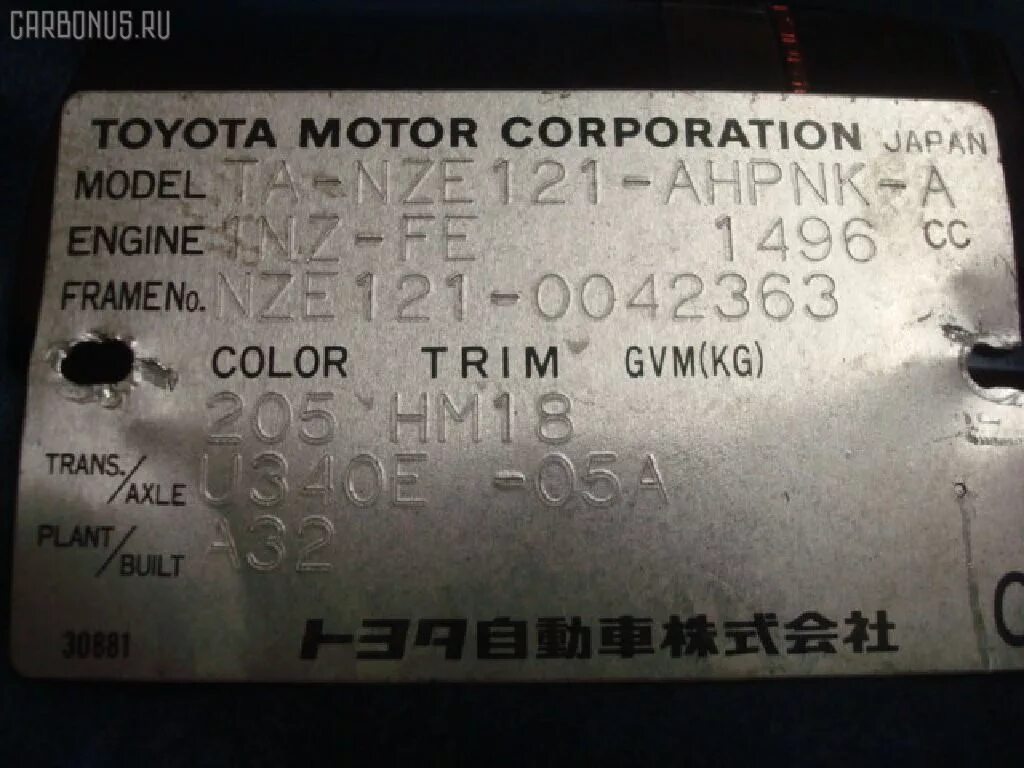 CARBONUS.RU
TOYOTA MOTOR CORPORATION JAPAN
MODEL TA-NZE121-AHPNK-A
ENGINE 1NZ-FE 1496 CC
FRAME No. NZE121-0042363
COLOR TRIM GVM(KG)
205 HM18
TRANS./AXLE U340E -05A
PLANT/BUILT A32
30881 トヨタ自動車株式会社